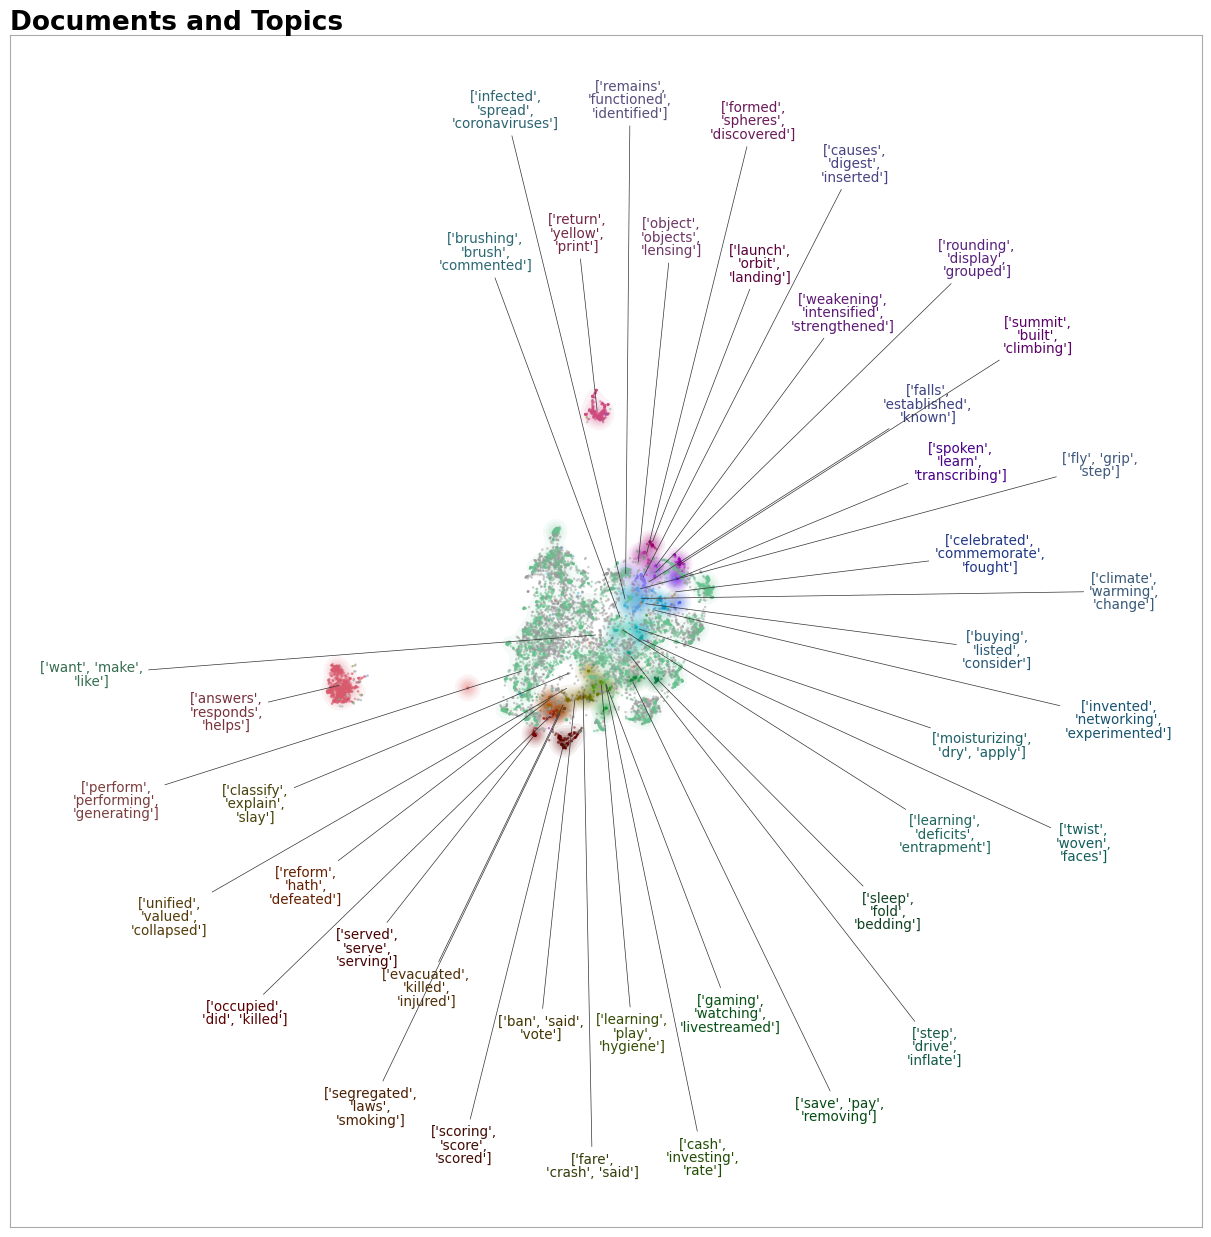 Documents and Topics
['infected',
'spread',
'coronaviruses']
['remains',
'functioned',
'identified']
['formed',
'spheres',
'discovered']
['causes',
'digest',
'inserted']
['brushing',
'brush',
'commented']
['return',
'yellow',
'print']
['object',
'objects',
'lensing']
['launch',
'orbit',
'landing']
['rounding',
'display',
'grouped']
['weakening',
'intensified',
'strengthened']
['summit',
'built',
'climbing']
['falls',
'established',
'known']
['spoken',
'learn',
'transcribing']
['fly', 'grip',
'step']
['celebrated',
'commemorate',
'fought']
['climate',
'warming',
'change']
['buying',
'listed',
'consider']
['want', 'make',
'like']
['answers',
'responds',
'helps']
['invented',
'networking',
'experimented']
['moisturizing',
'dry', 'apply']
['perform',
'performing',
'generating']
['classify',
'explain',
'slay']
['learning',
'deficits',
'entrapment']
['twist',
'woven',
'faces']
['reform',
'hath',
'defeated']
['unified',
'valued',
'collapsed']
['sleep',
'fold',
'bedding']
['served',
'serve',
'serving']
['evacuated',
'killed',
'injured']
['occupied',
'did', 'killed']
['ban', 'said',
'vote']
['learning',
'play',
'hygiene']
['gaming',
'watching',
'livestreamed']
['step',
'drive',
'inflate']
['segregated',
'laws',
'smoking']
['save', 'pay',
'removing']
['scoring',
'score',
'scored']
['fare',
'crash', 'said']
['cash',
'investing',
'rate']